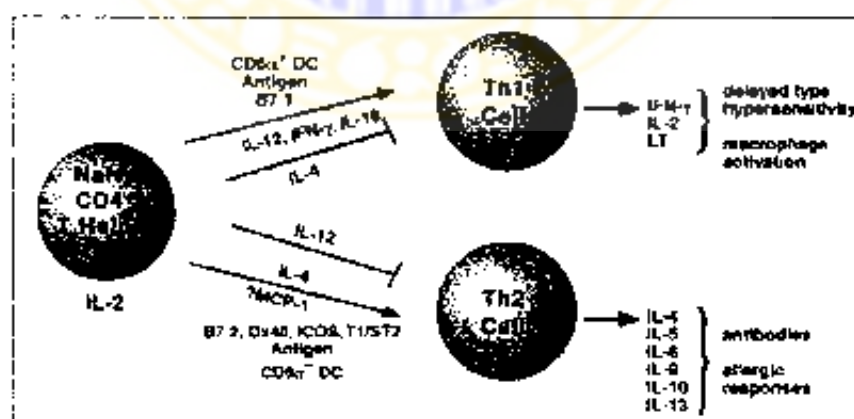 CD8α⁺ DC
Antigen
B7 1
IL-12, IFN-γ, IL-18
IL-4
Th1
Cell
IFN-γ
IL-2
LT
delayed type
hypersensitivity
macrophage
activation
CD4
IL-2
IL-12
IL-4
?MCP-1
B7 2, Ox40, ICOS, T1/ST2
Antigen
CD8α⁻ DC
Th2
Cell
IL-4
IL-5
IL-6
IL-9
IL-10
IL-13
antibodies
allergic
responses